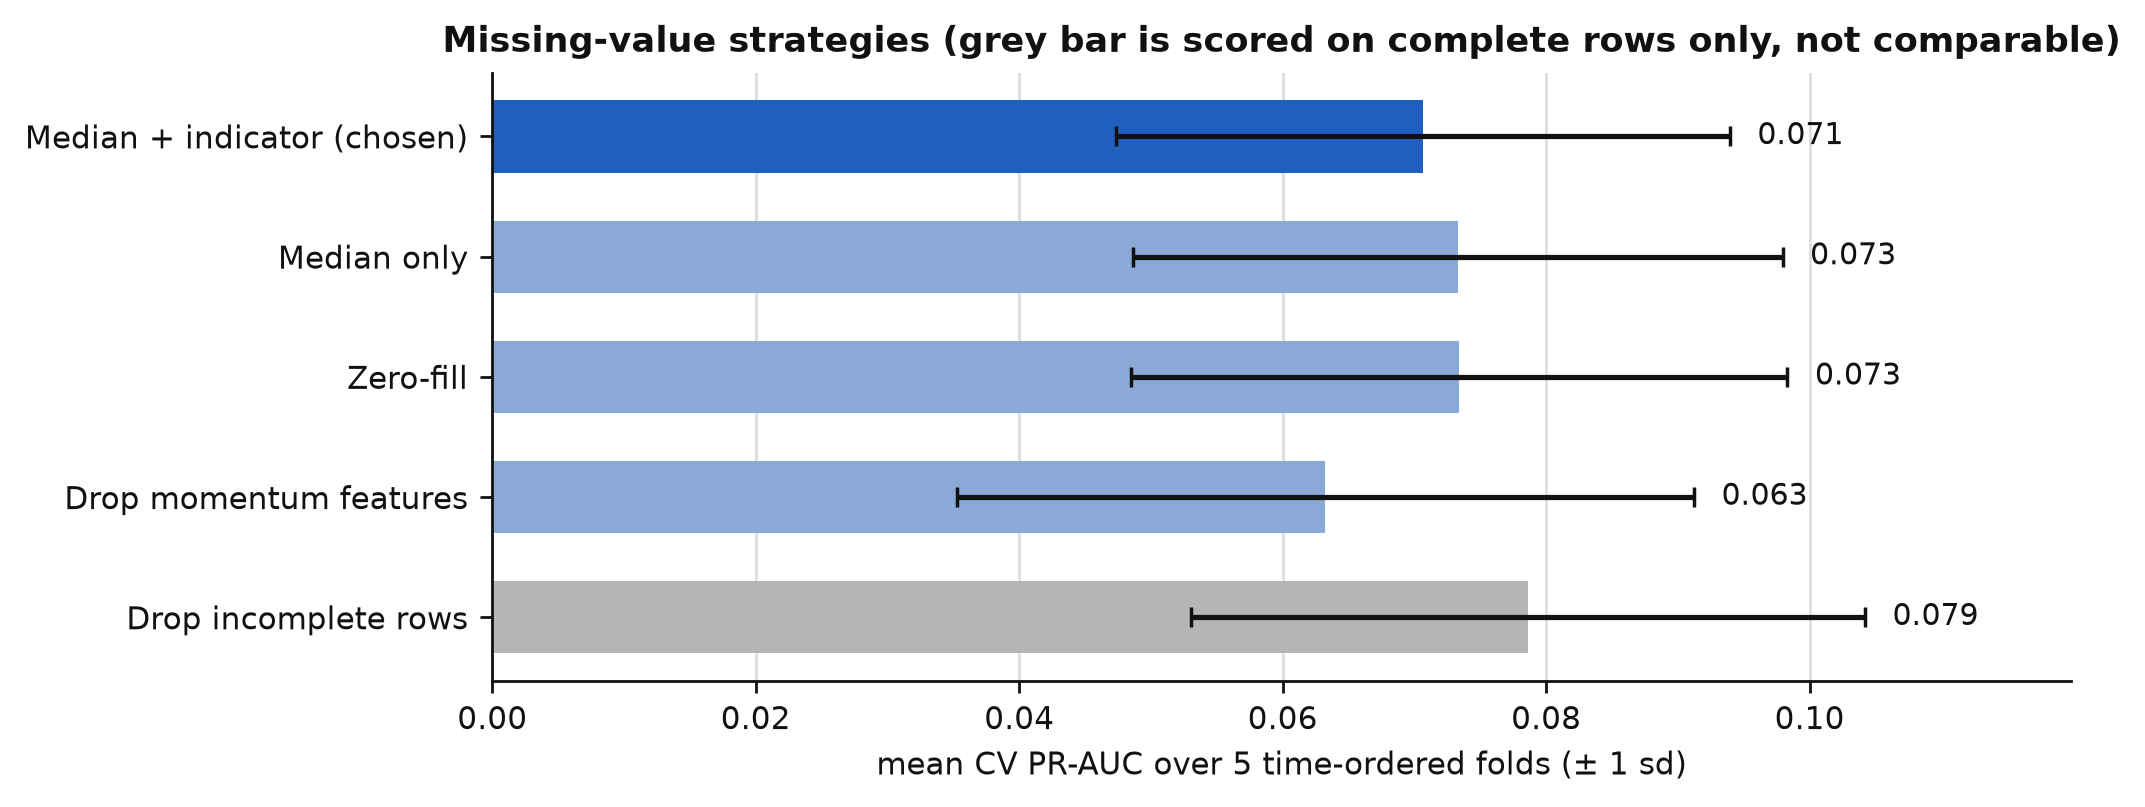 Missing-value strategies (grey bar is scored on complete rows only, not comparable)
Median + indicator (chosen)
0.071
Median only
0.073
Zero-fill
0.073
Drop momentum features
0.063
Drop incomplete rows
0.079
0.00 0.02 0.04 0.06 0.08 0.10
mean CV PR-AUC over 5 time-ordered folds (± 1 sd)